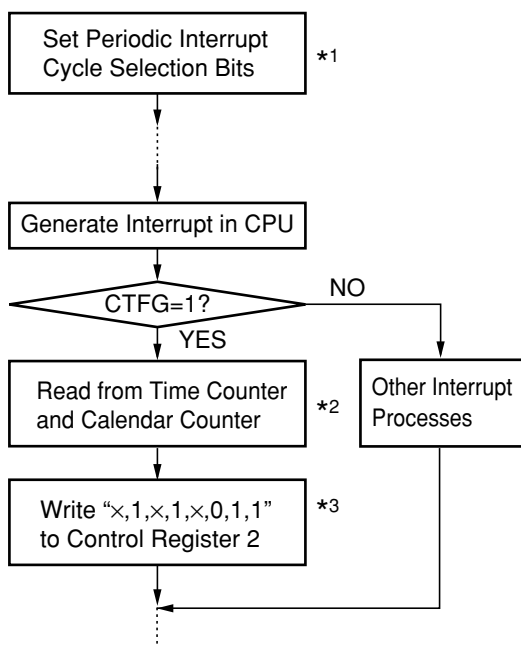 Set Periodic Interrupt
Cycle Selection Bits
*1
Generate Interrupt in CPU
CTFG=1?
NO
YES
Read from Time Counter
and Calendar Counter
*2
Other Interrupt
Processes
Write “×,1,×,1,×,0,1,1”
to Control Register 2
*3